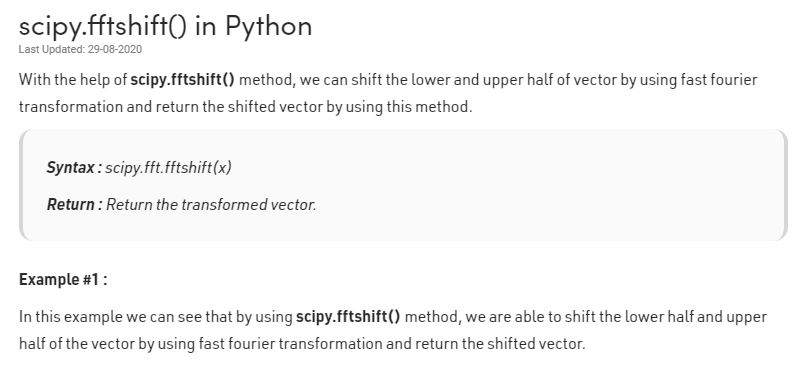 scipy.fftshift() in Python
Last Updated: 29-08-2020
With the help of scipy.fftshift() method, we can shift the lower and upper half of vector by using fast fourier
transformation and return the shifted vector by using this method.
Syntax : scipy.fft.fftshift(x)
Return : Return the transformed vector.
Example #1 :
In this example we can see that by using scipy.fftshift() method, we are able to shift the lower half and upper
half of the vector by using fast fourier transformation and return the shifted vector.